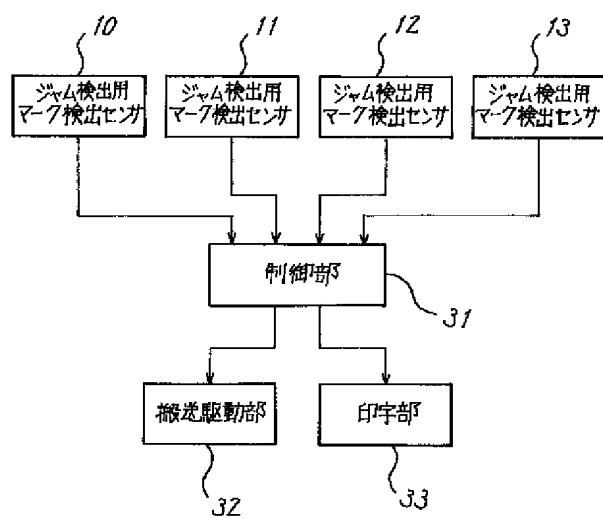 10
11
12
13
ジャム検出用
マーク検出センサ
ジャム検出用
マーク検出センサ
ジャム検出用
マーク検出センサ
ジャム検出用
マーク検出センサ
制御部
31
搬送駆動部
印字部
32
33